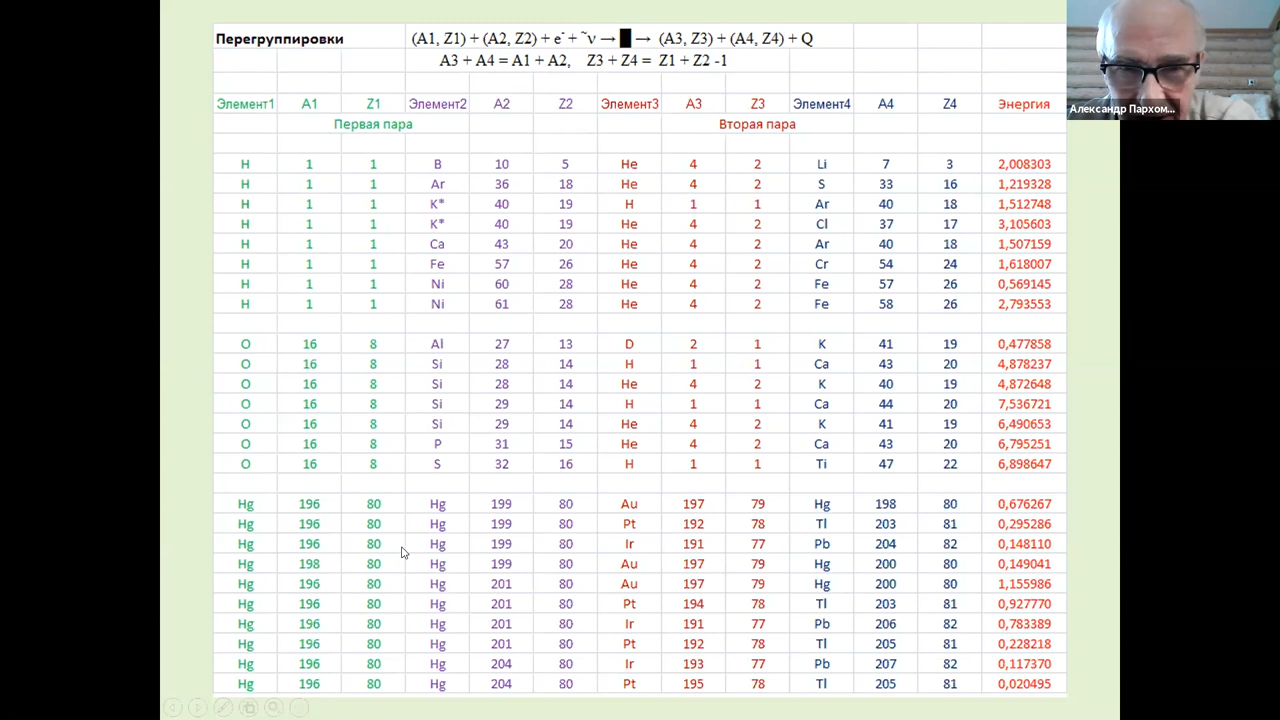 Перегруппировки (A1, Z1) + (A2, Z2) + e⁻ + ˜ν → █ → (A3, Z3) + (A4, Z4) + Q
A3 + A4 = A1 + A2, Z3 + Z4 = Z1 + Z2 -1
Элемент1 A1 Z1 Элемент2 A2 Z2 Элемент3 A3 Z3 Элемент4 A4 Z4 Энергия
Первая пара Вторая пара
H 1 1 B 10 5 He 4 2 Li 7 3 2,008303
H 1 1 Ar 36 18 He 4 2 S 33 16 1,219328
H 1 1 K* 40 19 H 1 1 Ar 40 18 1,512748
H 1 1 K* 40 19 He 4 2 Cl 37 17 3,105603
H 1 1 Ca 43 20 He 4 2 Ar 40 18 1,507159
H 1 1 Fe 57 26 He 4 2 Cr 54 24 1,618007
H 1 1 Ni 60 28 He 4 2 Fe 57 26 0,569145
H 1 1 Ni 61 28 He 4 2 Fe 58 26 2,793553
O 16 8 Al 27 13 D 2 1 K 41 19 0,477858
O 16 8 Si 28 14 H 1 1 Ca 43 20 4,878237
O 16 8 Si 28 14 He 4 2 K 40 19 4,872648
O 16 8 Si 29 14 H 1 1 Ca 44 20 7,536721
O 16 8 Si 29 14 He 4 2 K 41 19 6,490653
O 16 8 P 31 15 He 4 2 Ca 43 20 6,795251
O 16 8 S 32 16 H 1 1 Ti 47 22 6,898647
Hg 196 80 Hg 199 80 Au 197 79 Hg 198 80 0,676267
Hg 196 80 Hg 199 80 Pt 192 78 Tl 203 81 0,295286
Hg 196 80 Hg 199 80 Ir 191 77 Pb 204 82 0,148110
Hg 198 80 Hg 199 80 Au 197 79 Hg 200 80 0,149041
Hg 196 80 Hg 201 80 Au 197 79 Hg 200 80 1,155986
Hg 196 80 Hg 201 80 Pt 194 78 Tl 203 81 0,927770
Hg 196 80 Hg 201 80 Ir 191 77 Pb 206 82 0,783389
Hg 196 80 Hg 201 80 Pt 192 78 Tl 205 81 0,228218
Hg 196 80 Hg 204 80 Ir 193 77 Pb 207 82 0,117370
Hg 196 80 Hg 204 80 Pt 195 78 Tl 205 81 0,020495
Александр Пархом...